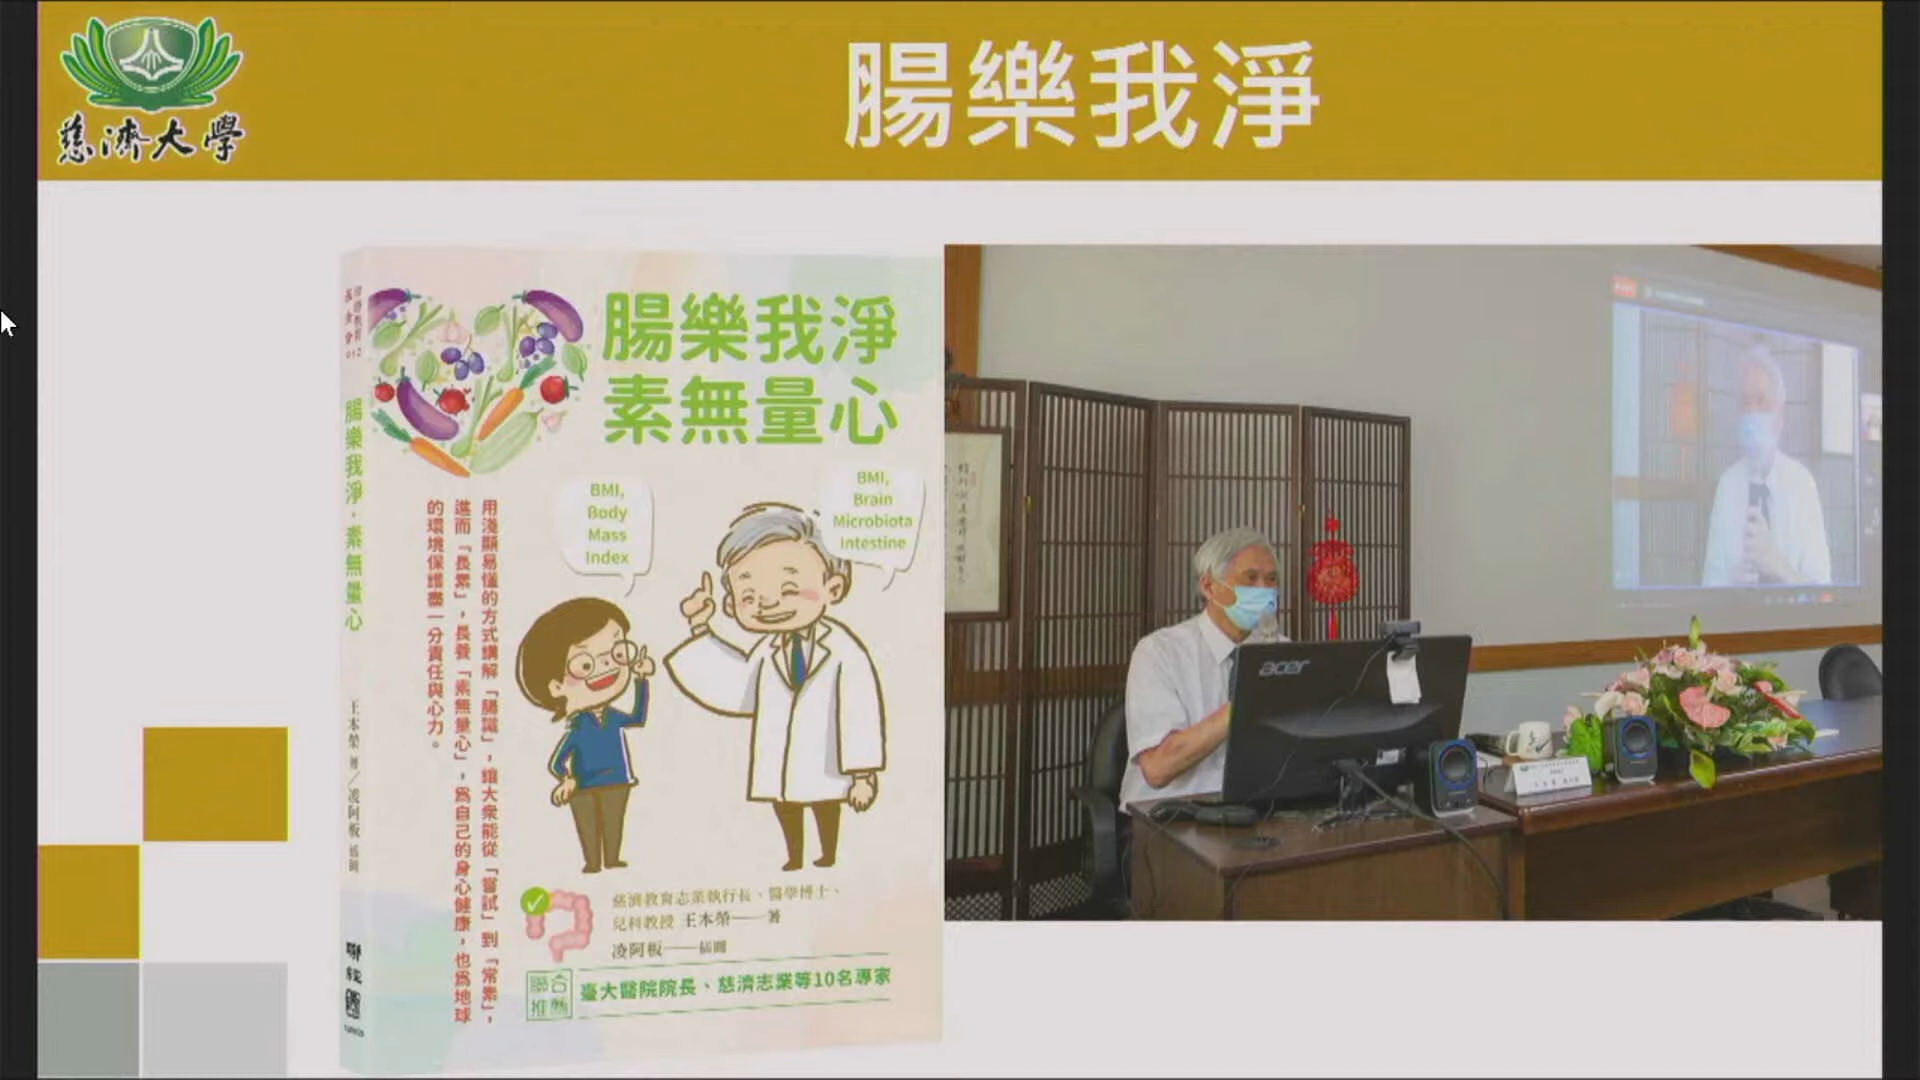 慈濟大學
腸樂我淨
腸樂我淨
素無量心
BMI,
Body
Mass
Index
BMI,
Brain
Microbiota
Intestine
用淺顯易懂的方式講解「腸識」，讓大眾能從「嘗試」到「常素」，
進而「長素」，長養「素無量心」，為自己的身心健康，也為地球
的環境保護盡一分責任與心力。
慈濟教育志業執行長、醫學博士、
兒科教授 王本榮——著
凌阿板——插圖
聯合推薦
臺大醫院院長、慈濟志業等10名專家
腸樂我淨・素無量心
王本榮 著／凌阿板 插圖
聯經
acer